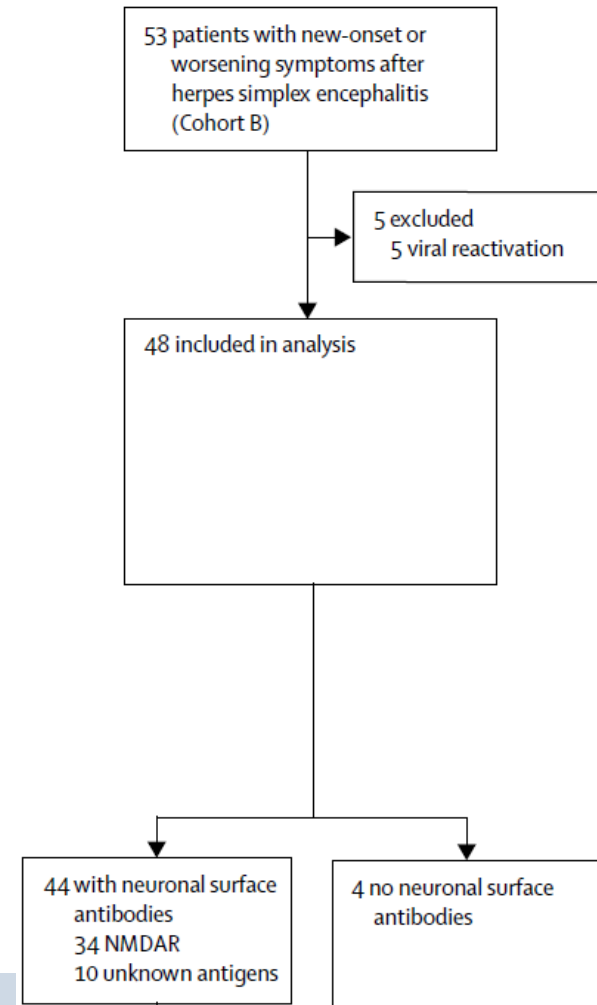 53 patients with new-onset or
worsening symptoms after
herpes simplex encephalitis
(Cohort B)
5 excluded
5 viral reactivation
48 included in analysis
44 with neuronal surface
antibodies
34 NMDAR
10 unknown antigens
4 no neuronal surface
antibodies